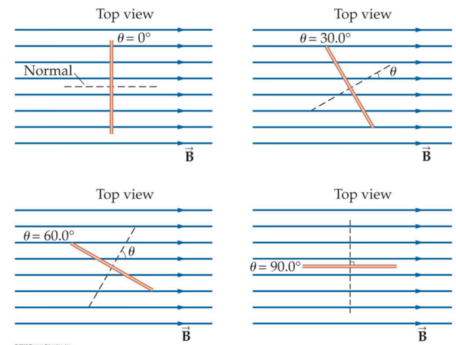 Top view
θ = 0°
Normal
B⃗
Top view
θ = 30.0°
θ
B⃗
Top view
θ = 60.0°
θ
B⃗
Top view
θ = 90.0°
B⃗